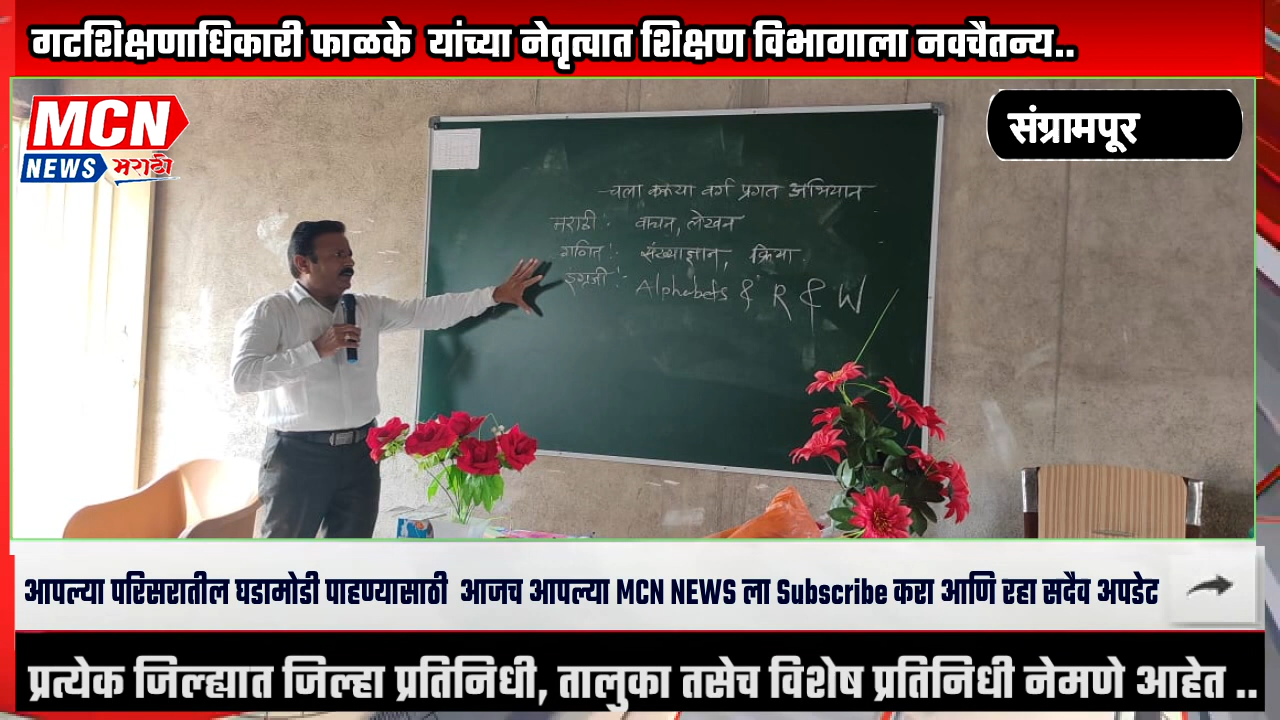 गटशिक्षणाधिकारी फाळके यांच्या नेतृत्वात शिक्षण विभागाला नवचैतन्य..
MCN
NEWS मराठी
संग्रामपूर
चला करूया वर्ग प्रगत अभियान
मराठी :- वाचन, लेखन
गणित :- संख्याज्ञान, क्रिया
इंग्रजी :- Alphabets & R & W
आपल्या परिसरातील घडामोडी पाहण्यासाठी आजच आपल्या MCN NEWS ला Subscribe करा आणि रहा सदैव अपडेट
प्रत्येक जिल्ह्यात जिल्हा प्रतिनिधी, तालुका तसेच विशेष प्रतिनिधी नेमणे आहेत ..